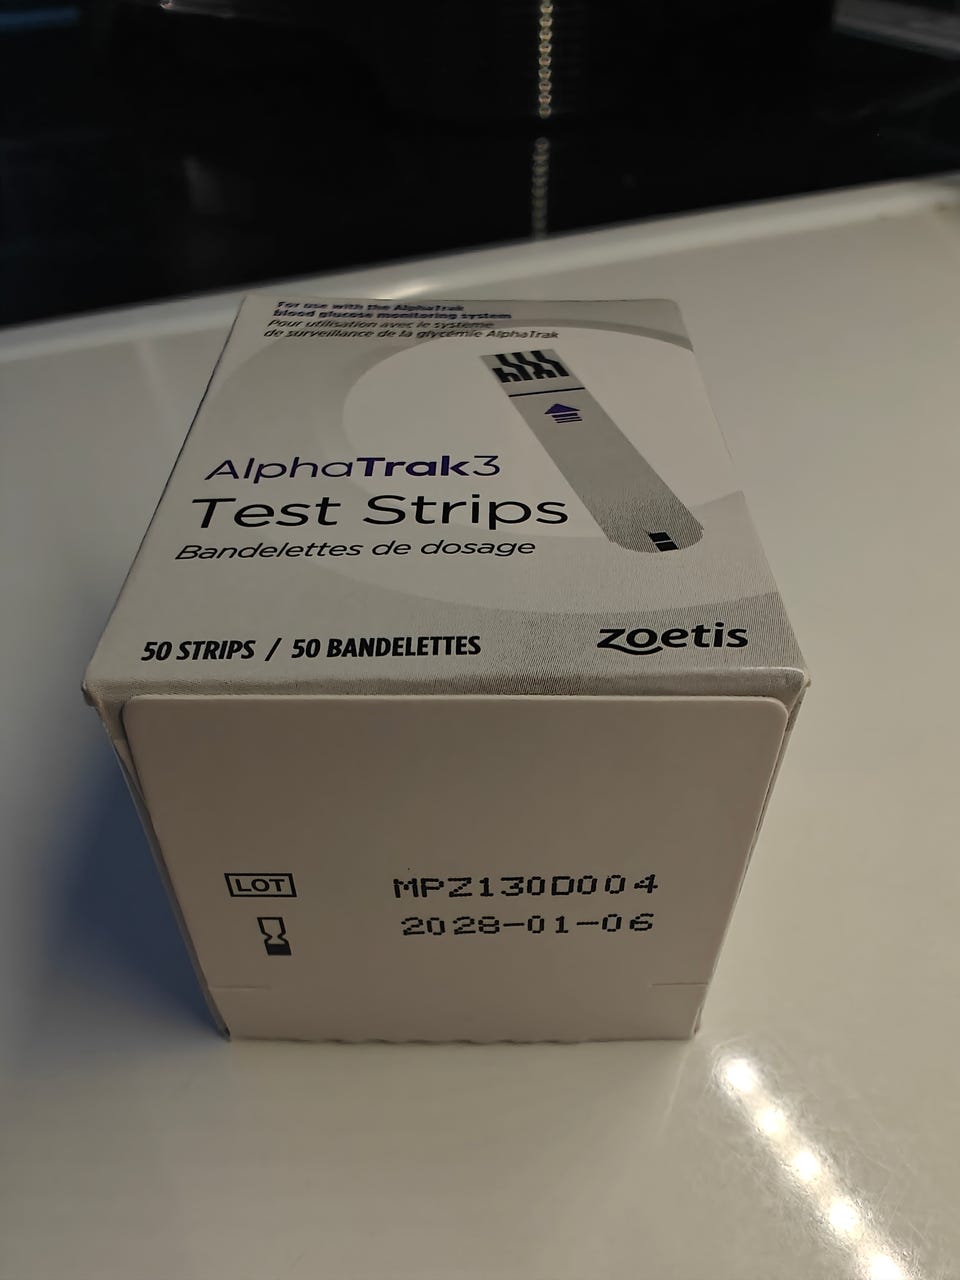 For use with the AlphaTrak
blood glucose monitoring system
Pour utilisation avec le système
de surveillance de la glycémie AlphaTrak
AlphaTrak3
Test Strips
Bandelettes de dosage
50 STRIPS / 50 BANDELETTES
zoetis
LOT MPZ130D004
2028-01-06